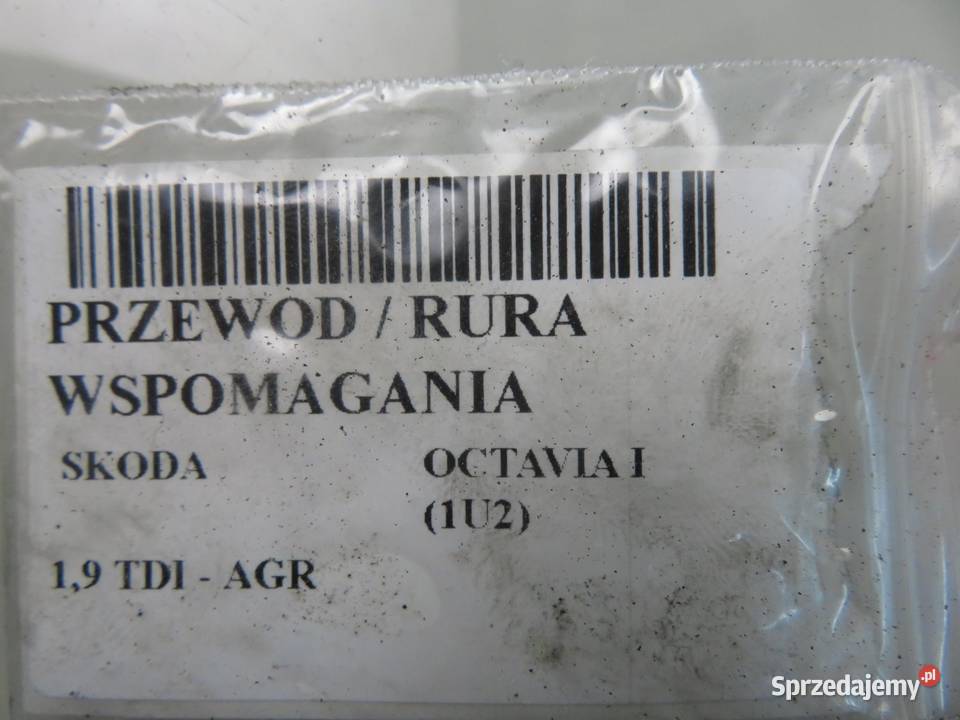 PRZEWOD / RURA
WSPOMAGANIA
SKODA OCTAVIA I
(1U2)
1,9 TDI - AGR
Sprzedajemy.pl